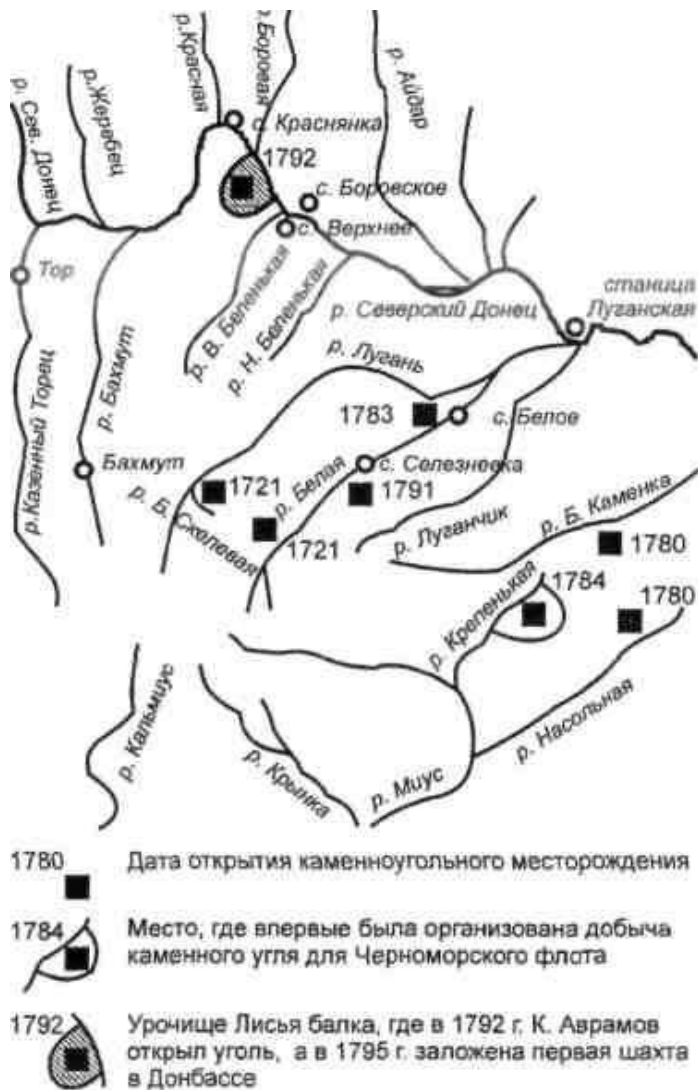 р. Сев. Донец
р. Жеребец
р. Красная
р. Боровая
р. Айдар
с. Краснянка
1792
с. Боровское
с. Верхнее
Тор
р. В. Беленькая
р. Н. Беленькая
р. Северский Донец
станица
Луганская
р. Казенный Торец
р. Бахмут
Бахмут
р. Лугань
1783
с. Белое
с. Селезневка
1721
р. Белая
1791
р. Б. Скелевая
1721
р. Луганчик
р. Б. Каменка
1780
р. Крепенькая
1784
1780
р. Кальмиус
р. Крынка
р. Миус
р. Насольная
1780
Дата открытия каменноугольного месторождения
1784
Место, где впервые была организована добыча
каменного угля для Черноморского флота
1792
Урочище Лисья балка, где в 1792 г. К. Аврамов
открыл уголь, а в 1795 г. заложена первая шахта
в Донбассе